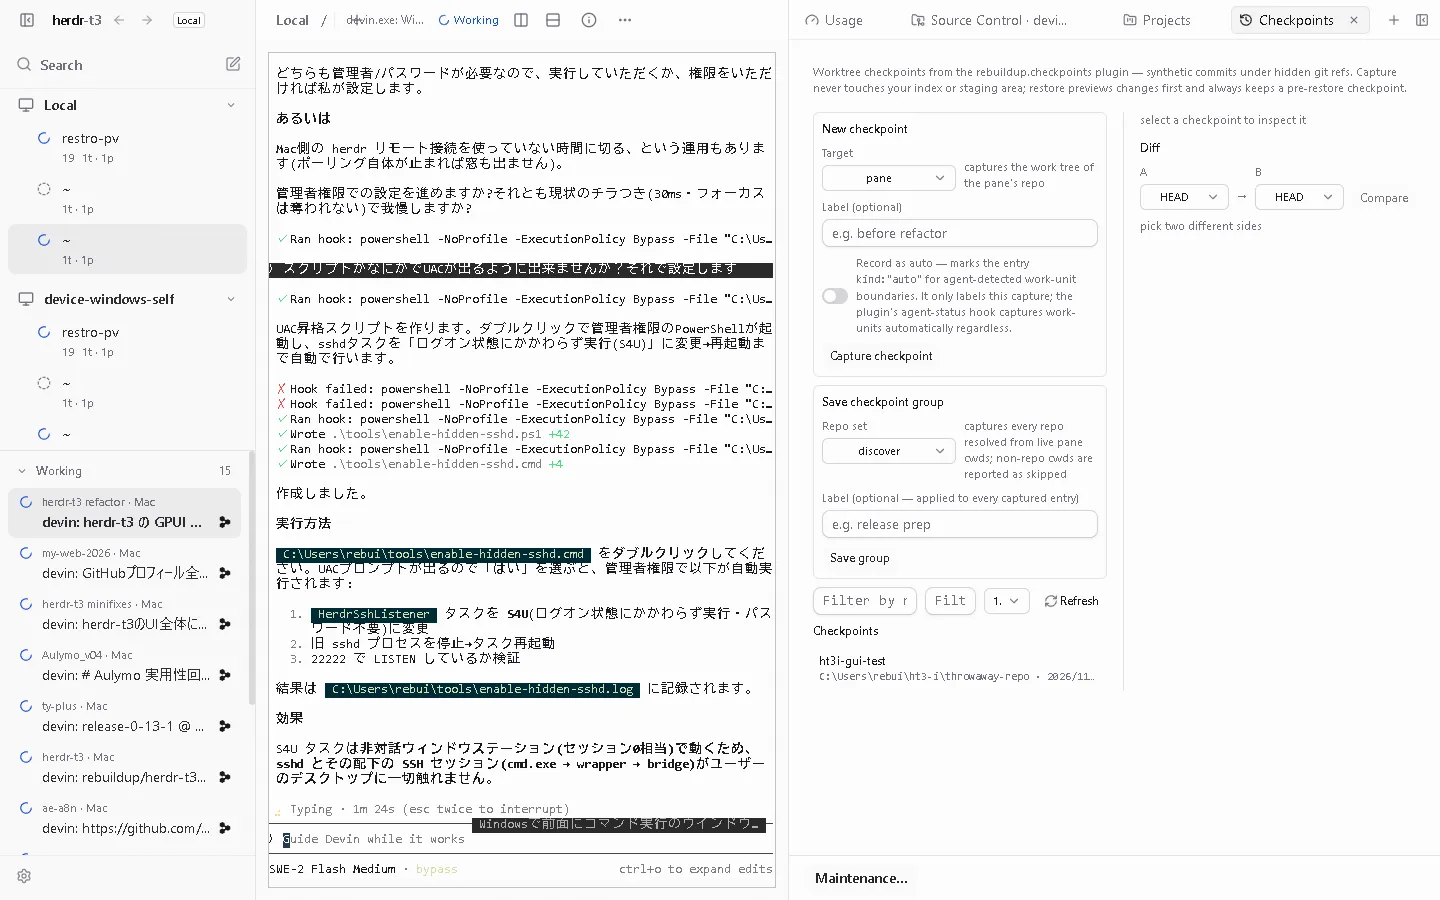 herdr-t3
Local
Search
Local
restro-pv
19 1t · 1p
~
1t · 1p
~
1t · 1p
device-windows-self
restro-pv
19 1t · 1p
~
1t · 1p
~
Working 15
herdr-t3 refactor · Mac
devin: herdr-t3 の GPUI ...
my-web-2026 · Mac
devin: GitHubプロフィール全...
herdr-t3 minifixes · Mac
devin: herdr-t3のUI全体に...
Aulymo_v04 · Mac
devin: # Aulymo 実用性回...
ty-plus · Mac
devin: release-0-13-1 @ ...
herdr-t3 · Mac
devin: rebuildup/herdr-t3...
ae-a8n · Mac
devin: https://github.com/...
Local / devin.exe: Wi... Working
どちらも管理者/パスワードが必要なので、実行していただくか、権限をいただ
ければ私が設定します。
あるいは
Mac側の herdr リモート接続を使っていない時間に切る、という運用もありま
す(ポーリング自体が止まれば窓も出ません)。
管理者権限での設定を進めますか?それとも現状のチラつき(30ms・フォーカス
は奪われない)で我慢しますか?
✓ Ran hook: powershell -NoProfile -ExecutionPolicy Bypass -File "C:\Us…
› スクリプトかなにかでUACが出るように出来ませんか？それで設定します
✓ Ran hook: powershell -NoProfile -ExecutionPolicy Bypass -File "C:\Us…
UAC昇格スクリプトを作ります。ダブルクリックで管理者権限のPowerShellが起
動し、sshdタスクを「ログオン状態にかかわらず実行(S4U)」に変更→再起動ま
で自動で行います。
✗ Hook failed: powershell -NoProfile -ExecutionPolicy Bypass -File "C:…
✗ Hook failed: powershell -NoProfile -ExecutionPolicy Bypass -File "C:…
✓ Ran hook: powershell -NoProfile -ExecutionPolicy Bypass -File "C:\Us…
✓ Wrote .\tools\enable-hidden-sshd.ps1 +42
✓ Ran hook: powershell -NoProfile -ExecutionPolicy Bypass -File "C:\Us…
✓ Wrote .\tools\enable-hidden-sshd.cmd +4
作成しました。
実行方法
C:\Users\rebui\tools\enable-hidden-sshd.cmd をダブルクリックしてくだ
さい。UACプロンプトが出るので「はい」を選ぶと、管理者権限で以下が自動実
行されます:
1. HerdrSshListener タスクを S4U(ログオン状態にかかわらず実行・パス
ワード不要)に変更
2. 旧 sshd プロセスを停止→タスク再起動
3. 22222 で LISTEN しているか検証
結果は C:\Users\rebui\tools\enable-hidden-sshd.log に記録されます。
効果
S4U タスクは非対話ウィンドウステーション(セッション0相当)で動くため、
sshd とその配下の SSH セッション(cmd.exe → wrapper → bridge)がユーザー
のデスクトップに一切触れません。
Typing · 1m 24s (esc twice to interrupt)
Windowsで前面にコマンド実行のウインドウ…
› Guide Devin while it works
SWE-2 Flash Medium · bypass ctrl+o to expand edits
Usage
Source Control · devi...
Projects
Checkpoints
Worktree checkpoints from the rebuildup.checkpoints plugin — synthetic commits under hidden git refs. Capture
never touches your index or staging area; restore previews changes first and always keeps a pre-restore checkpoint.
New checkpoint
Target
pane
captures the work tree of
the pane's repo
Label (optional)
e.g. before refactor
Record as auto — marks the entry
kind: "auto" for agent-detected work-unit
boundaries. It only labels this capture; the
plugin's agent-status hook captures work-
units automatically regardless.
Capture checkpoint
Save checkpoint group
Repo set
discover
captures every repo
resolved from live pane
cwds; non-repo cwds are
reported as skipped
Label (optional — applied to every captured entry)
e.g. release prep
Save group
Filter by r
Filt
1.
Refresh
Checkpoints
ht3i-gui-test
C:\Users\rebui\ht3-i\throwaway-repo • 2026/11…
select a checkpoint to inspect it
Diff
A B
HEAD → HEAD Compare
pick two different sides
Maintenance...